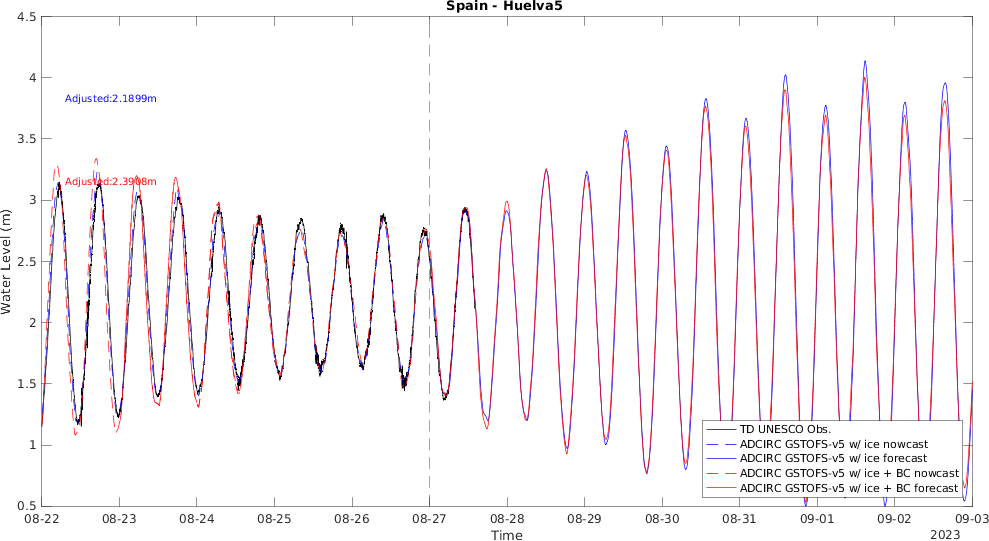 Spain - Huelva5
4.5
4
3.5
3
2.5
2
1.5
1
0.5
Water Level (m)
Adjusted:2.1899m
Adjusted:2.3908m
TD UNESCO Obs.
ADCIRC GSTOFS-v5 w/ ice nowcast
ADCIRC GSTOFS-v5 w/ ice forecast
ADCIRC GSTOFS-v5 w/ ice + BC nowcast
ADCIRC GSTOFS-v5 w/ ice + BC forecast
08-22 08-23 08-24 08-25 08-26 08-27 08-28 08-29 08-30 08-31 09-01 09-02 09-03
Time
2023